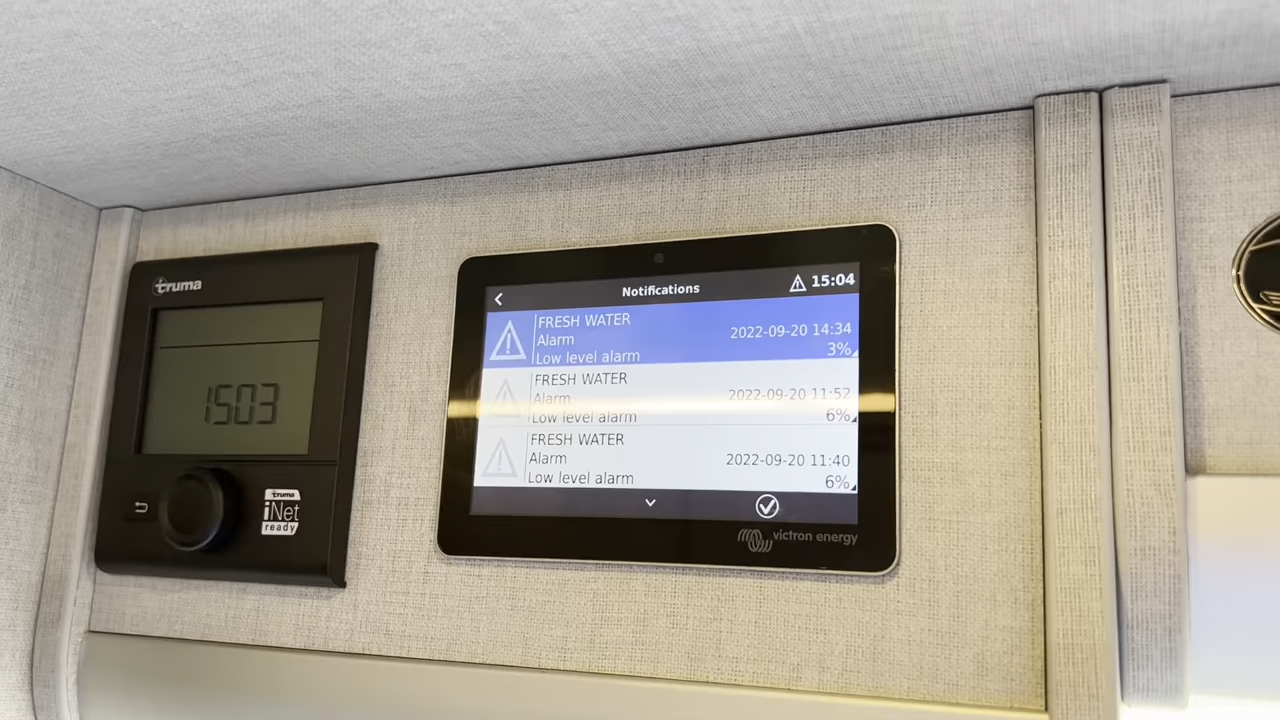 truma
1503
truma
iNet
ready
Notifications
15:04
FRESH WATER
Alarm
2022-09-20 14:34
Low level alarm
3%
FRESH WATER
Alarm
2022-09-20 11:52
Low level alarm
6%
FRESH WATER
Alarm
2022-09-20 11:40
Low level alarm
6%
victron energy